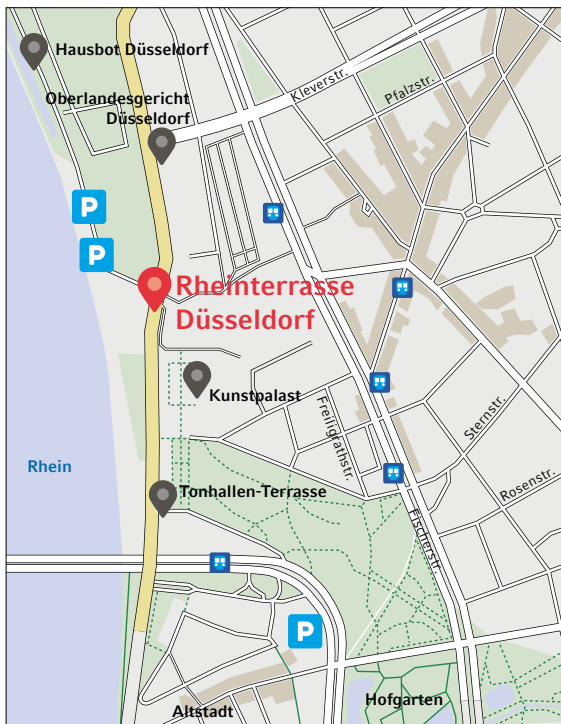 Hausbot Düsseldorf
Oberlandesgericht
Düsseldorf
Kleverstr.
Pfalzstr.
P
P
Rheinterrasse
Düsseldorf
Kunstpalast
Freiligrathstr.
Sternstr.
Rhein
Tonhallen-Terrasse
Rosenstr.
Fischerstr.
P
Hofgarten
Altstadt